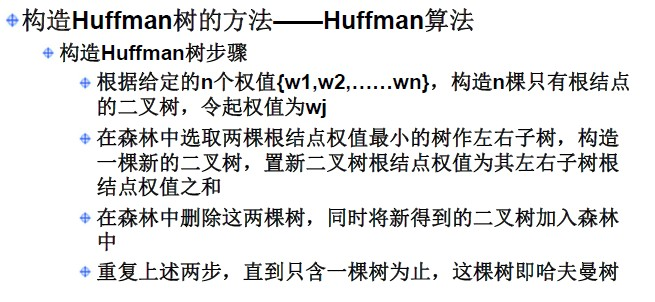 构造Huffman树的方法——Huffman算法
构造Huffman树步骤
根据给定的n个权值{w1,w2,……wn}，构造n棵只有根结点
的二叉树，令起权值为wj
在森林中选取两棵根结点权值最小的树作左右子树，构造
一棵新的二叉树，置新二叉树根结点权值为其左右子树根
结点权值之和
在森林中删除这两棵树，同时将新得到的二叉树加入森林
中
重复上述两步，直到只含一棵树为止，这棵树即哈夫曼树